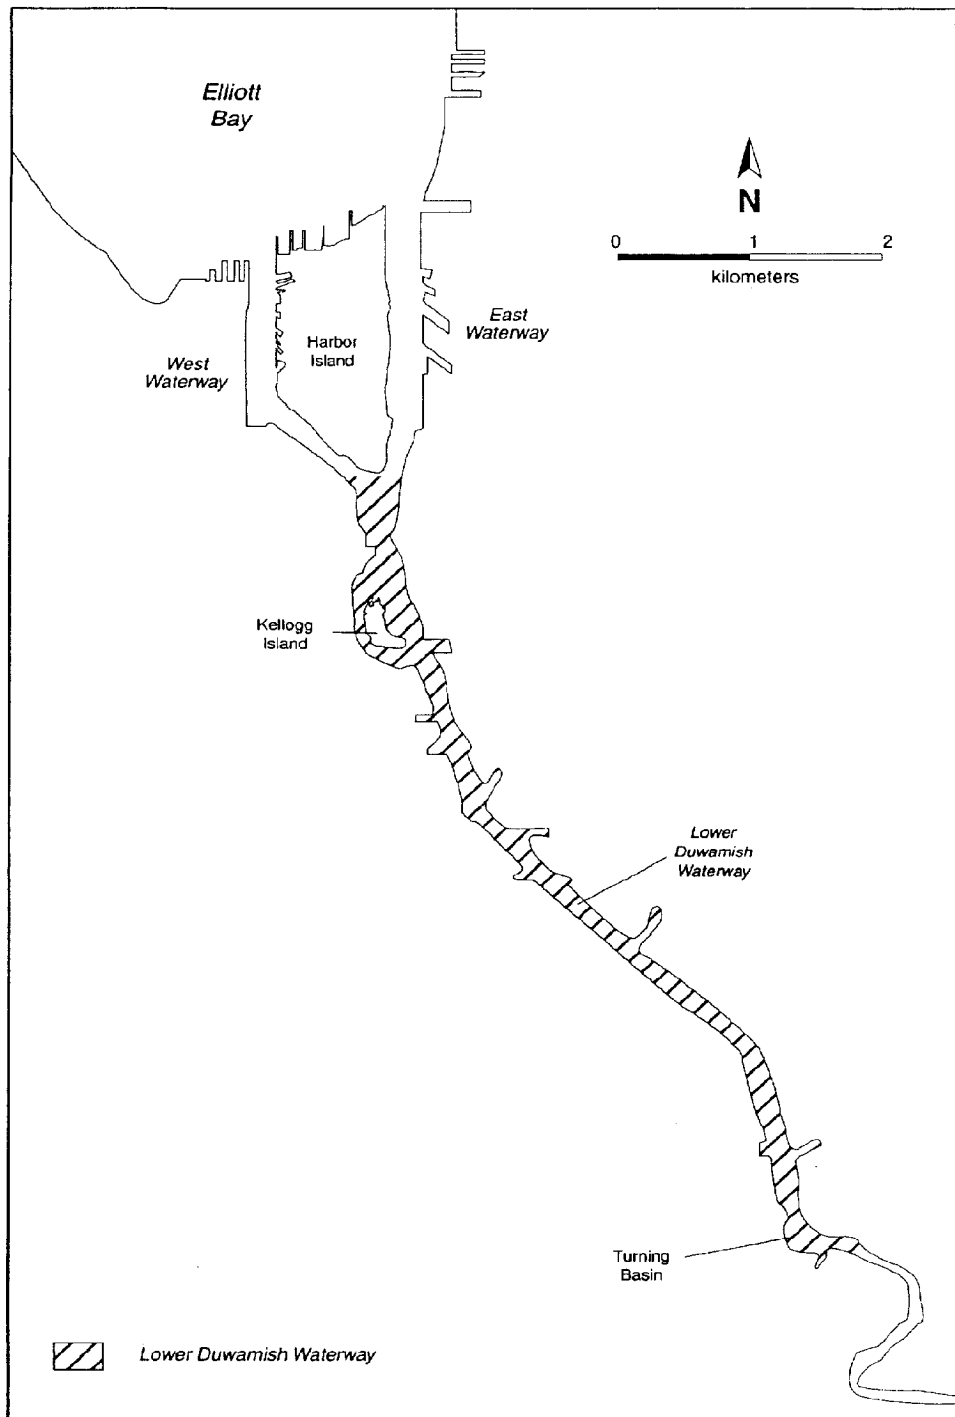 Elliott
Bay
N
0 1 2
kilometers
East
Waterway
Harbor
Island
West
Waterway
Kellogg
Island
Lower
Duwamish
Waterway
Turning
Basin
Lower Duwamish Waterway